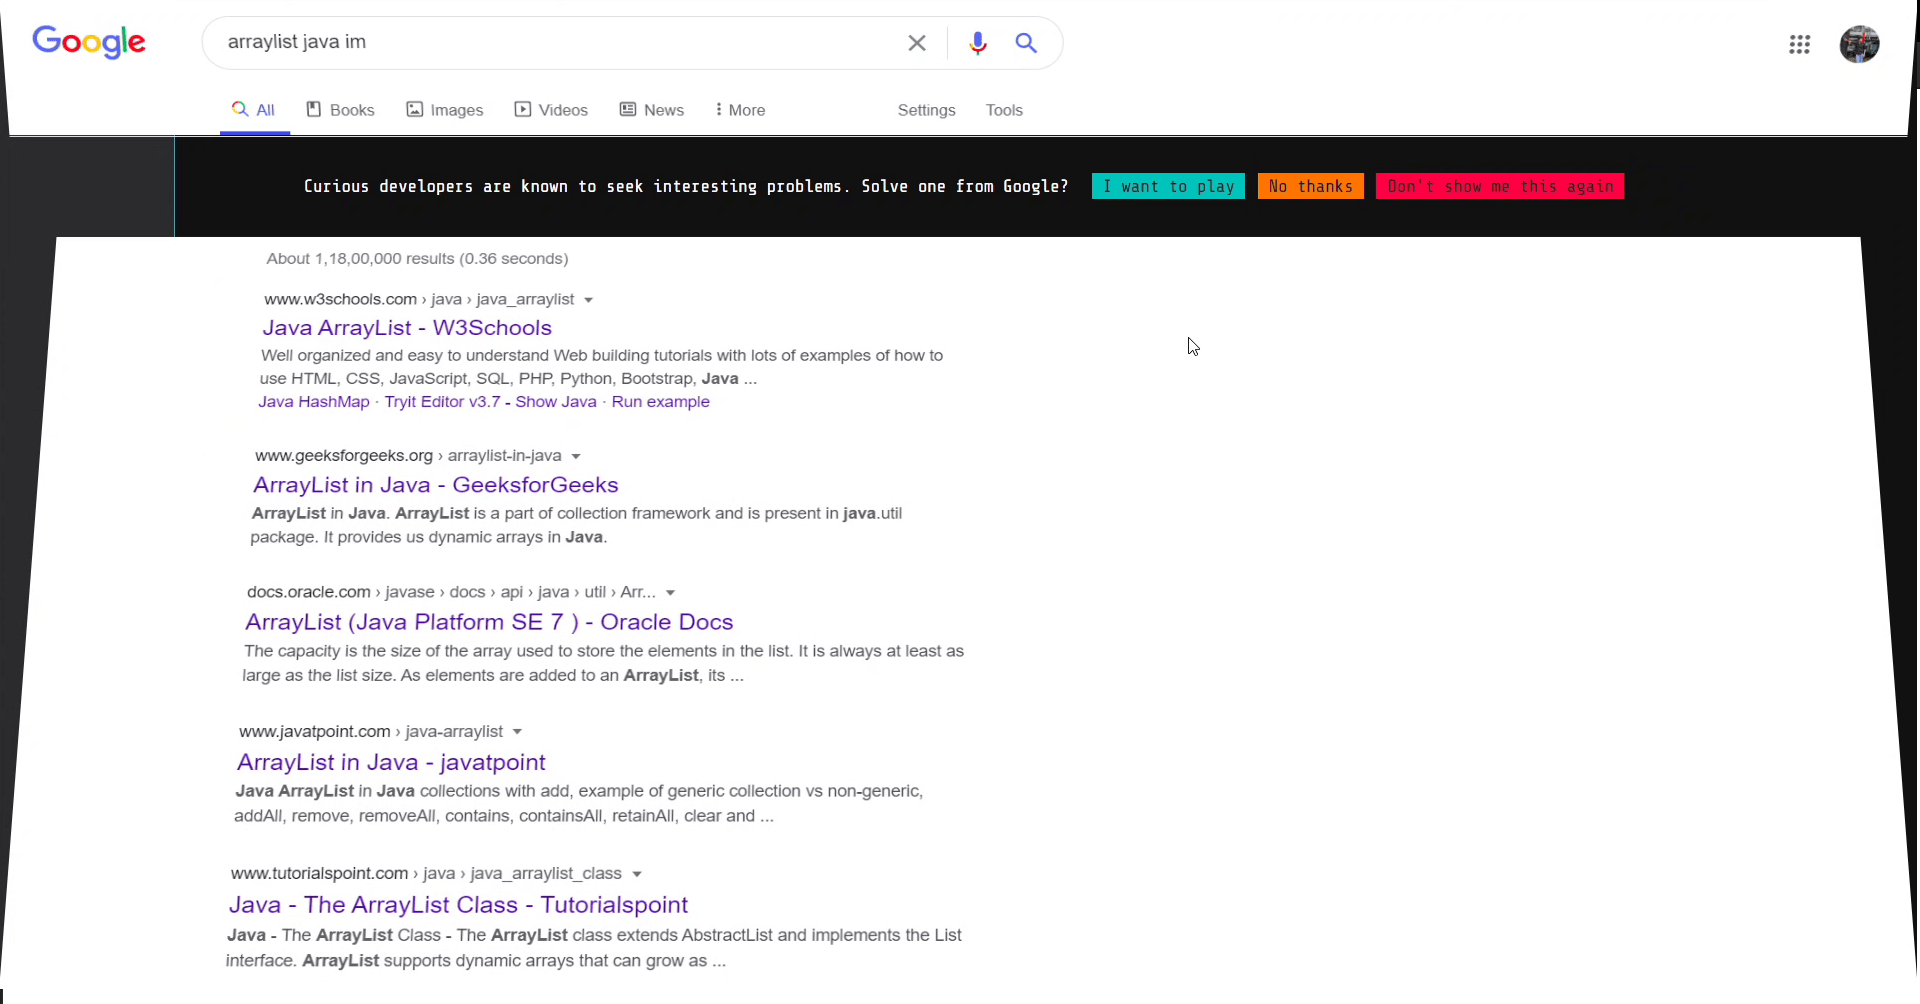 Google
arraylist java im
All
Books
Images
Videos
News
More
Settings
Tools
Curious developers are known to seek interesting problems. Solve one from Google?
I want to play
No thanks
Don't show me this again
About 1,18,00,000 results (0.36 seconds)
www.w3schools.com › java › java_arraylist
Java ArrayList - W3Schools
Well organized and easy to understand Web building tutorials with lots of examples of how to
use HTML, CSS, JavaScript, SQL, PHP, Python, Bootstrap, Java ...
Java HashMap · Tryit Editor v3.7 - Show Java · Run example
www.geeksforgeeks.org › arraylist-in-java
ArrayList in Java - GeeksforGeeks
ArrayList in Java. ArrayList is a part of collection framework and is present in java.util
package. It provides us dynamic arrays in Java.
docs.oracle.com › javase › docs › api › java › util › Arr...
ArrayList (Java Platform SE 7 ) - Oracle Docs
The capacity is the size of the array used to store the elements in the list. It is always at least as
large as the list size. As elements are added to an ArrayList, its ...
www.javatpoint.com › java-arraylist
ArrayList in Java - javatpoint
Java ArrayList in Java collections with add, example of generic collection vs non-generic,
addAll, remove, removeAll, contains, containsAll, retainAll, clear and ...
www.tutorialspoint.com › java › java_arraylist_class
Java - The ArrayList Class - Tutorialspoint
Java - The ArrayList Class - The ArrayList class extends AbstractList and implements the List
interface. ArrayList supports dynamic arrays that can grow as ...